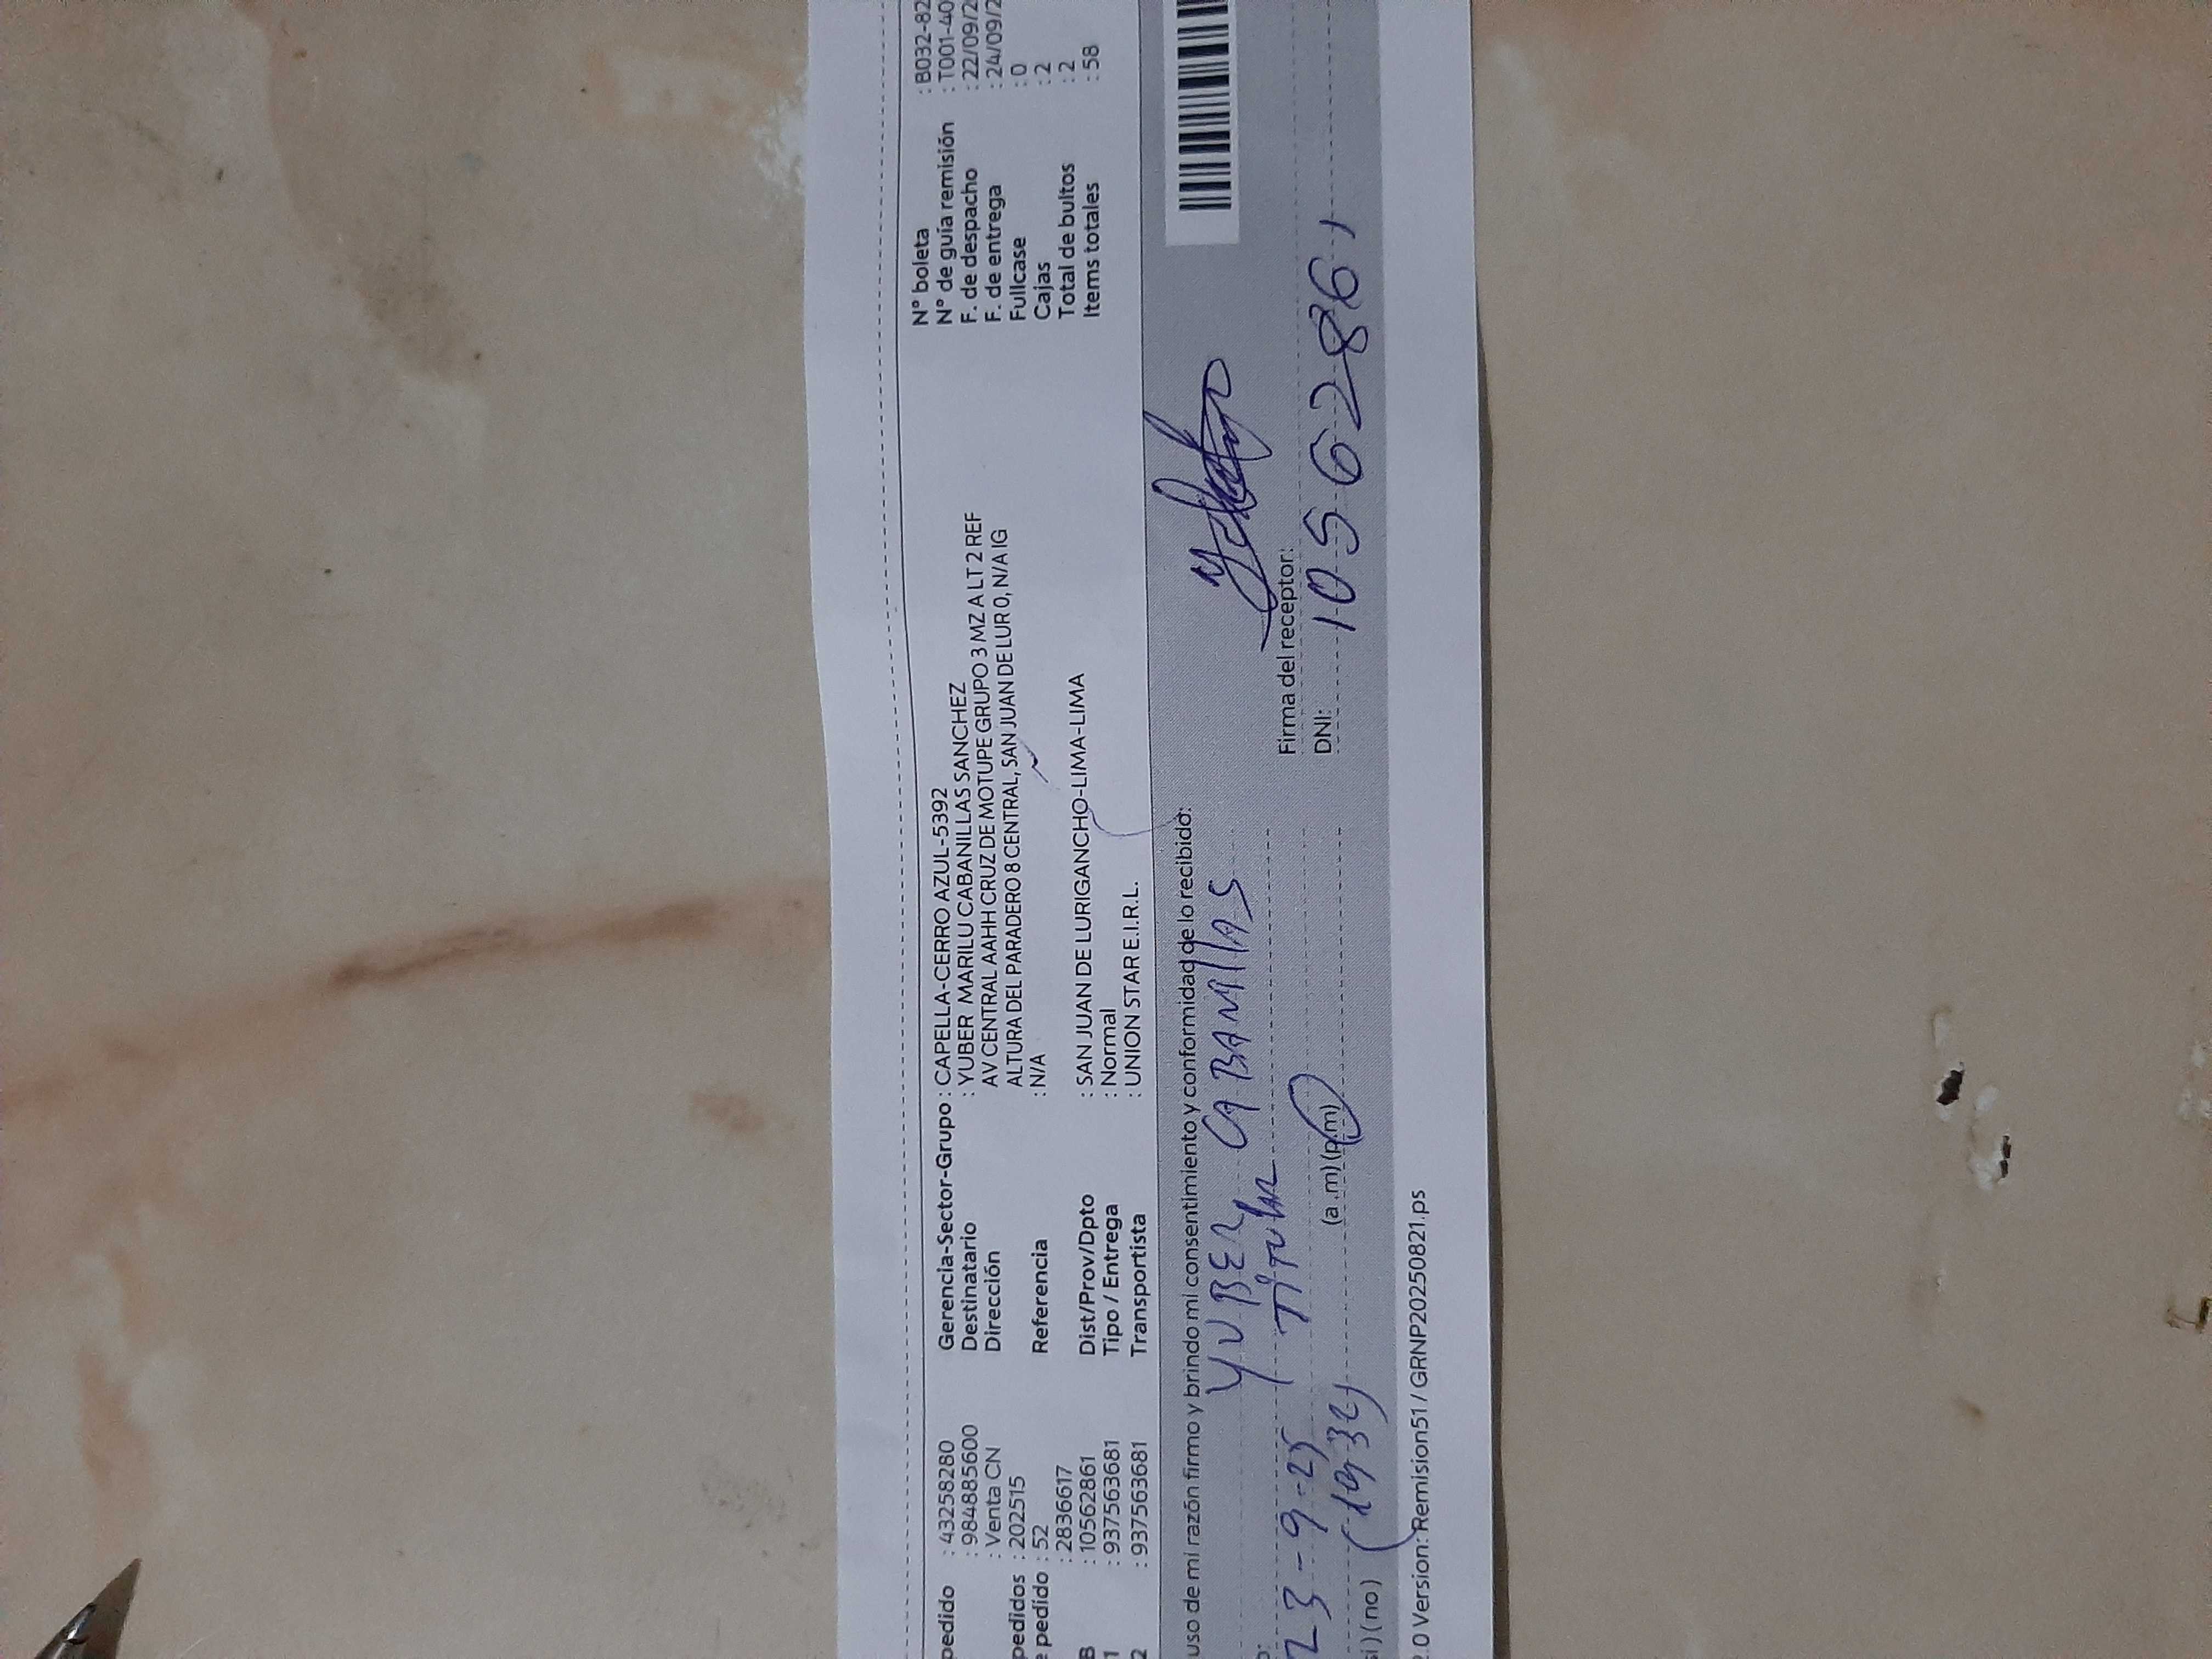 pedido : 43258280 Gerencia-Sector-Grupo : CAPELLA-CERRO AZUL-5392 N° boleta : B032-82
: 984885600 Destinatario : YUBER MARILU CABANILLAS SANCHEZ N° de guía remisión : T001-40
: Venta CN Dirección AV CENTRAL AAHH CRUZ DE MOTUPE GRUPO 3 MZ A LT 2 REF F. de despacho : 22/09/2
pedidos : 202515 ALTURA DEL PARADERO 8 CENTRAL, SAN JUAN DE LUR 0, N/A IG F. de entrega : 24/09/2
e pedido : 52 Referencia : N/A Fullcase : 0
: 2836617 Cajas : 2
B : 10562861 Dist/Prov/Dpto : SAN JUAN DE LURIGANCHO-LIMA-LIMA Total de bultos : 2
1 : 937563681 Tipo / Entrega : Normal Items totales : 58
2 : 937563681 Transportista : UNION STAR E.I.R.L.
uso de mi razón firmo y brindo mi consentimiento y conformidad de lo recibido:
YUBER CABANILLAS
Titular
23-9-25 Firma del receptor:
(a .m) (p.m) DNI: 10562861
si ) ( no )
2.0 Version: Remision51 / GRNP20250821.ps